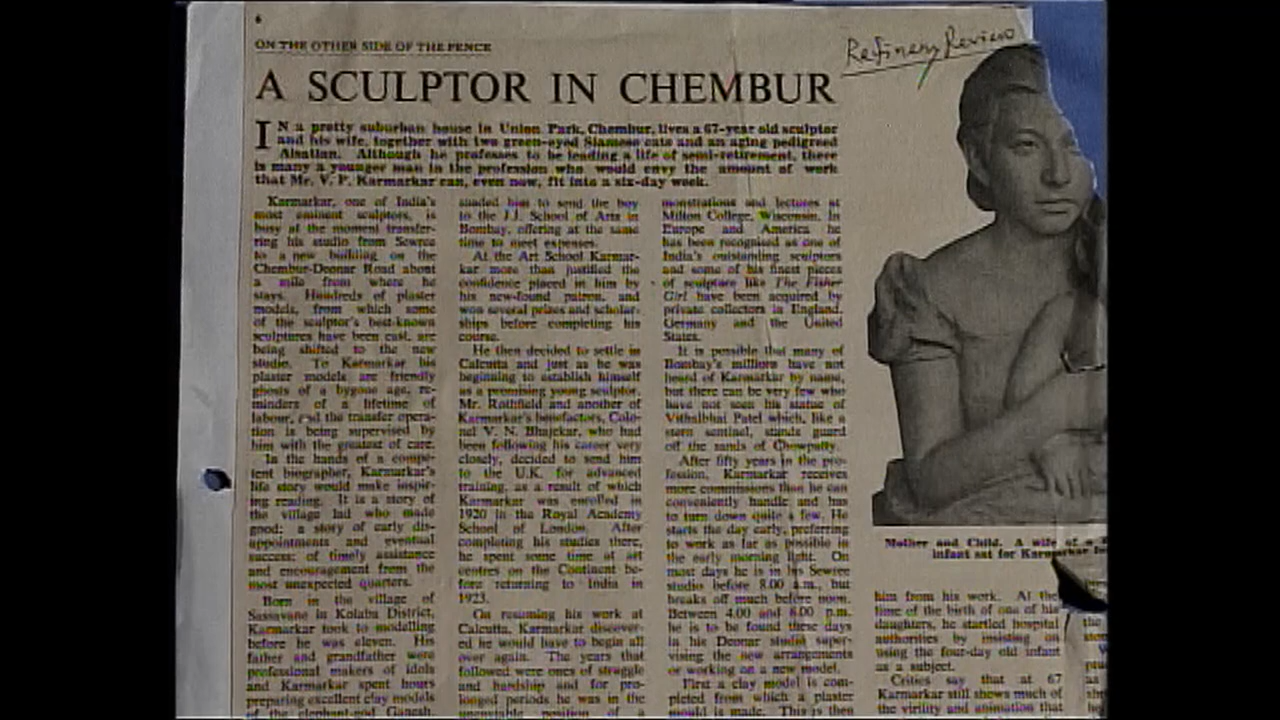 6
ON THE OTHER SIDE OF THE FENCE
Refinery Review
A SCULPTOR IN CHEMBUR
IN a pretty suburban house in Union Park, Chembur, lives a 67-year old sculptor
and his wife, together with two green-eyed Siamese cats and an aging pedigreed
Alsatian. Although he professes to be leading a life of semi-retirement, there
is many a younger man in the profession who would envy the amount of work
that Mr. V. P. Karmarkar can, even now, fit into a six-day week.
Karmarkar, one of India's
most eminent sculptors, is
busy at the moment transfer-
ring his studio from Sewree
to a new building on the
Chembur-Deonar Road about
a mile from where he
stays. Hundreds of plaster
models, from which some
of the sculptor's best-known
sculptures have been cast, are
being shifted to the new
studio. To Karmarkar his
plaster models are friendly
ghosts of a bygone age, re-
minders of a lifetime of
labour, and the transfer opera-
tion is being supervised by
him with the greatest of care.
In the hands of a compe-
tent biographer, Karmarkar's
life story would make inspir-
ing reading. It is a story of
the village lad who made
good; a story of early dis-
appointments and eventual
success; of timely assistance
and encouragement from the
most unexpected quarters.
Born in the village of
Sassavane in Kolaba District,
Karmarkar took to modelling
before he was eleven. His
father and grandfather were
professional makers of idols
and Karmarkar spent hours
preparing excellent clay models
of the elephant-god Ganesh.
suaded him to send the boy
to the J.J. School of Arts in
Bombay, offering at the same
time to meet expenses.
At the Art School Karmar-
kar more than justified the
confidence placed in him by
his new-found patron, and
won several prizes and scholar-
ships before completing his
course.
He then decided to settle in
Calcutta and just as he was
beginning to establish himself
as a promising young sculptor,
Mr. Rothfield and another of
Karmarkar's benefactors, Colo-
nel V. N. Bhajekar, who had
been following his career very
closely, decided to send him
to the U.K. for advanced
training, as a result of which
Karmarkar was enrolled in
1920 in the Royal Academy
School of London. After
completing his studies there,
he spent some time at art
centres on the Continent be-
fore returning to India in
1923.
On resuming his work at
Calcutta, Karmarkar discover-
ed he would have to begin all
over again. The years that
followed were ones of struggle
and hardship and for pro-
longed periods he was in the
position of a
monstrations and lectures at
Milton College, Wisconsin. In
Europe and America he
has been recognised as one of
India's outstanding sculptors
and some of his finest pieces
of sculpture like The Fisher
Girl have been acquired by
private collectors in England,
Germany and the United
States.
It is possible that many of
Bombay's millions have not
heard of Karmarkar by name,
but there can be very few who
have not seen his statue of
Vithalbhai Patel which, like a
stern sentinel, stands guard
off the sands of Chowpatty.
After fifty years in the pro-
fession, Karmarkar receives
more commissions than he can
conveniently handle and has
to turn down quite a few. He
starts the day early, preferring
to work as far as possible in
the early morning light. On
most days he is in his Sewree
studio before 8.00 a.m., but
breaks off much before noon.
Between 4.00 and 8.00 p.m.
he is to be found these days
in his Deonar studio super-
vising the new arrangements
or working on a new model.
First a clay model is com-
pleted from which a plaster
mould is made. This is then
Mother and Child. A wife of a
infant sat for Karmarkar
him from his work. At the
time of the birth of one of his
daughters, he startled hospital
authorities by insisting on
using the four-day old infant
as a subject.
Critics say that at 67
Karmarkar still shows much of
the virility and animation that
the